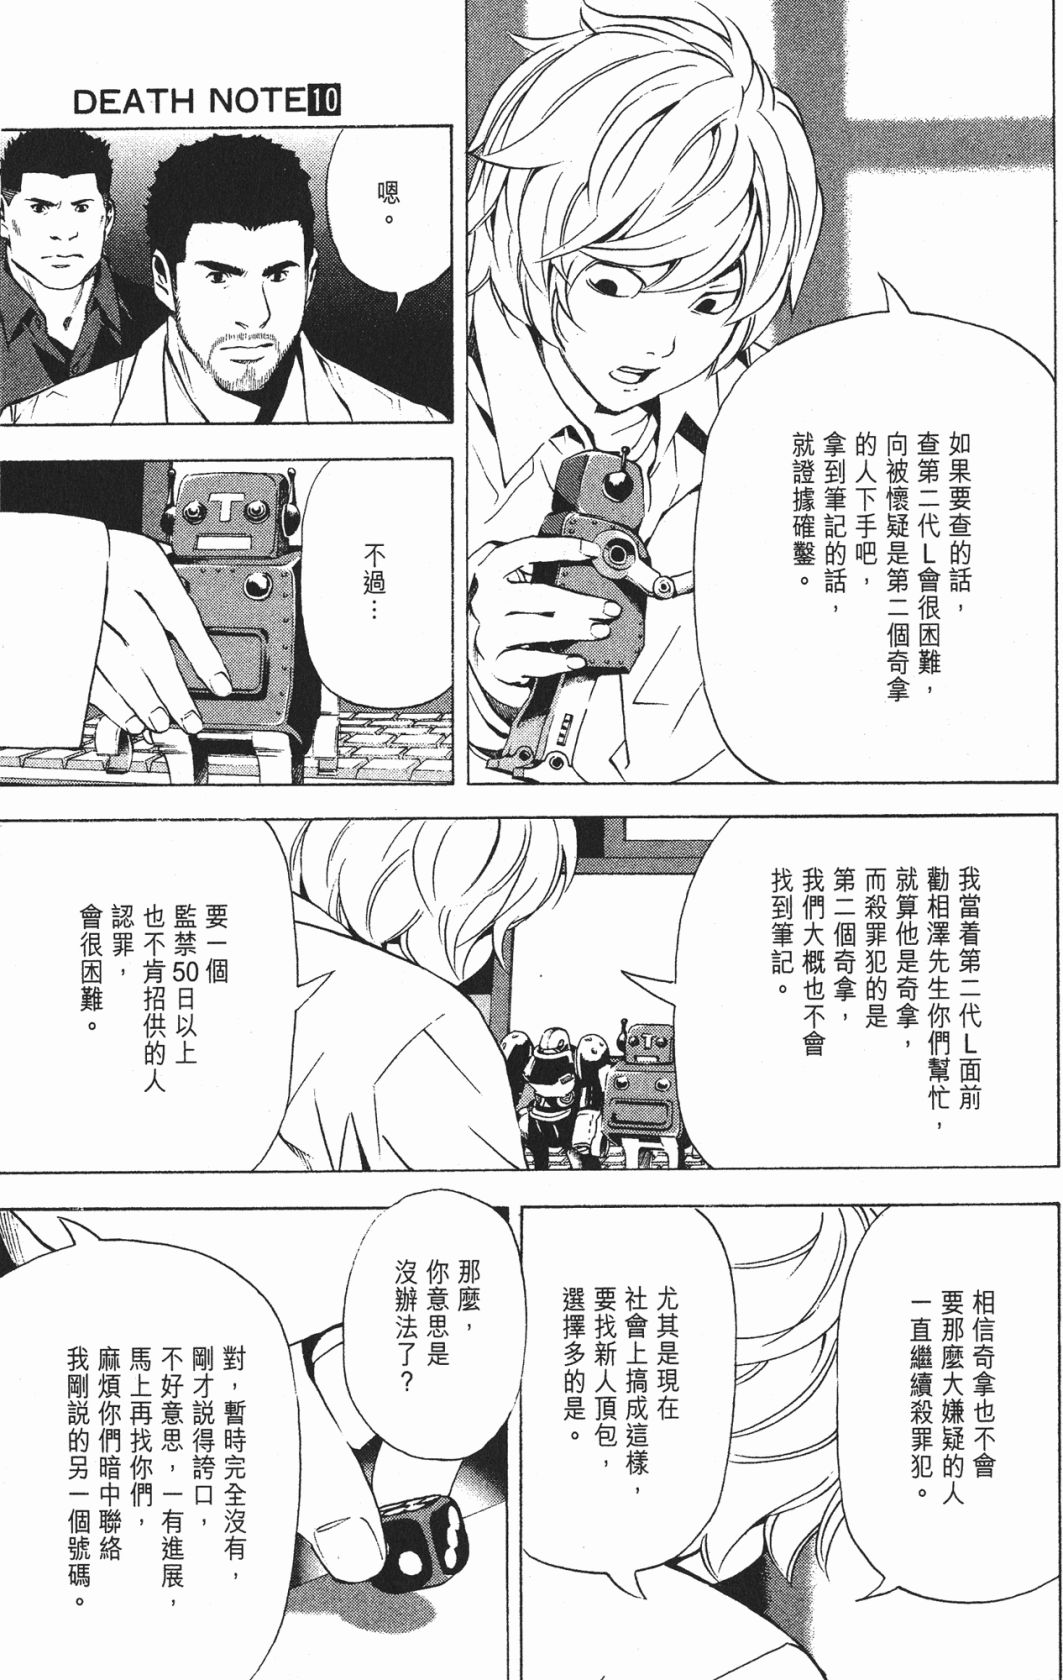 DEATH NOTE 10
如果要查的話，
查第二代L會很困難，
向被懷疑是第二個奇拿
的人下手吧，
拿到筆記的話，
就證據確鑿。
嗯。
不過…
我當着第二代L面前
勸相澤先生你們幫忙，
就算他是奇拿，
而殺罪犯的是
第二個奇拿，
我們大概也不會
找到筆記。
要一個
監禁50日以上
也不肯招供的人
認罪，
會很困難。
相信奇拿也不會
要那麼大嫌疑的人
一直繼續殺罪犯。
尤其是現在
社會上搞成這樣，
要找新人頂包，
選擇多的是。
那麼，
你意思是
沒辦法了？
對，暫時完全沒有，
剛才説得誇口，
不好意思，一有進展，
馬上再找你們，
麻煩你們暗中聯絡
我剛説的另一個號碼。
T
T